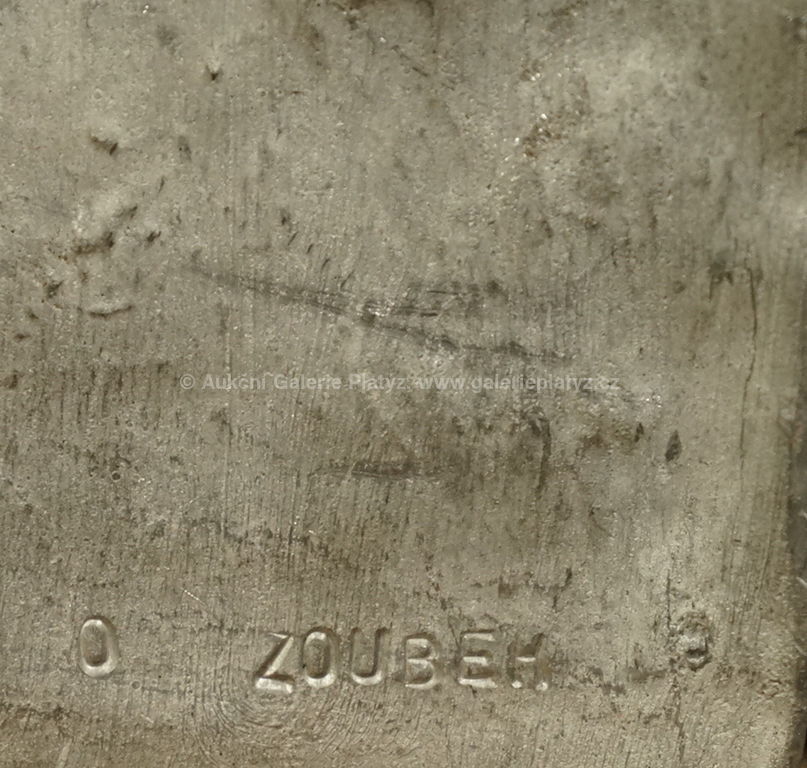 © Aukční Galerie Platýz, www.galerieplatyz.cz
O ZOUBEK